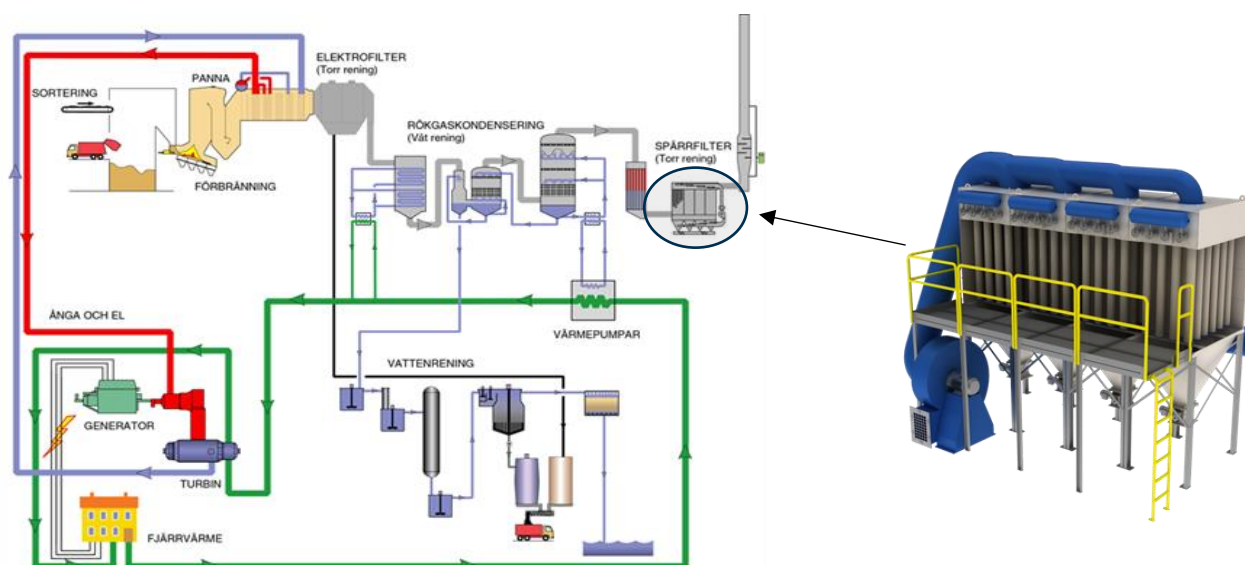 ELEKTROFILTER
(Torr rening)
PANNA
SORTERING
RÖKGASKONDENSERING
(Våt rening)
SPÄRRFILTER
(Torr rening)
FÖRBRÄNNING
ÅNGA OCH EL
VÄRMEPUMPAR
VATTENRENING
GENERATOR
TURBIN
FJÄRRVÄRME